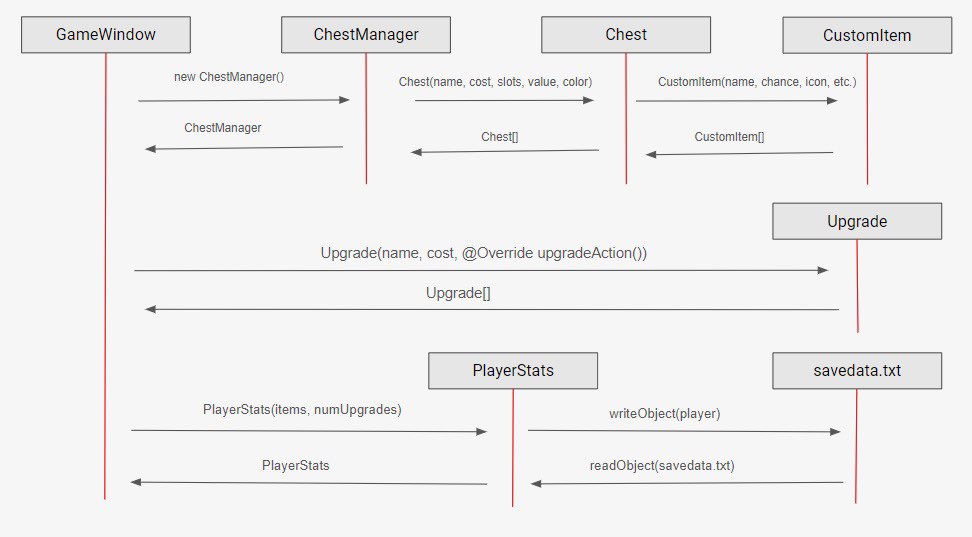 GameWindow
ChestManager
Chest
CustomItem
new ChestManager()
Chest(name, cost, slots, value, color)
CustomItem(name, chance, icon, etc.)
ChestManager
Chest[]
CustomItem[]
Upgrade
Upgrade(name, cost, @Override upgradeAction())
Upgrade[]
PlayerStats
savedata.txt
PlayerStats(items, numUpgrades)
writeObject(player)
PlayerStats
readObject(savedata.txt)